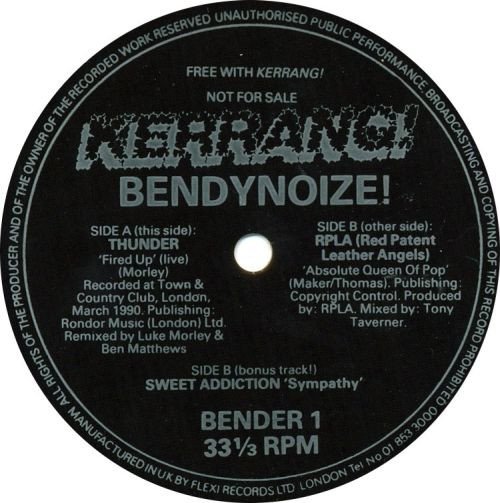 ALL RIGHTS OF THE PRODUCER AND OF THE OWNER OF THE RECORDED WORK RESERVED UNAUTHORISED PUBLIC PERFORMANCE BROADCASTING AND COPYING OF THIS RECORD PROHIBITED
FREE WITH KERRANG!
NOT FOR SALE
KERRANG!
BENDYNOIZE!
SIDE A (this side):
THUNDER
'Fired Up' (live)
(Morley)
Recorded at Town &
Country Club, London,
March 1990. Publishing:
Rondor Music (London) Ltd.
Remixed by Luke Morley &
Ben Matthews
SIDE B (other side):
RPLA (Red Patent
Leather Angels)
'Absolute Queen Of Pop'
(Maker/Thomas). Publishing:
Copyright Control. Produced
by: RPLA. Mixed by: Tony
Taverner.
SIDE B (bonus track!)
SWEET ADDICTION 'Sympathy'
BENDER 1
33⅓ RPM
MANUFACTURED IN UK BY FLEXI RECORDS LTD LONDON Tel No 01 853 3000